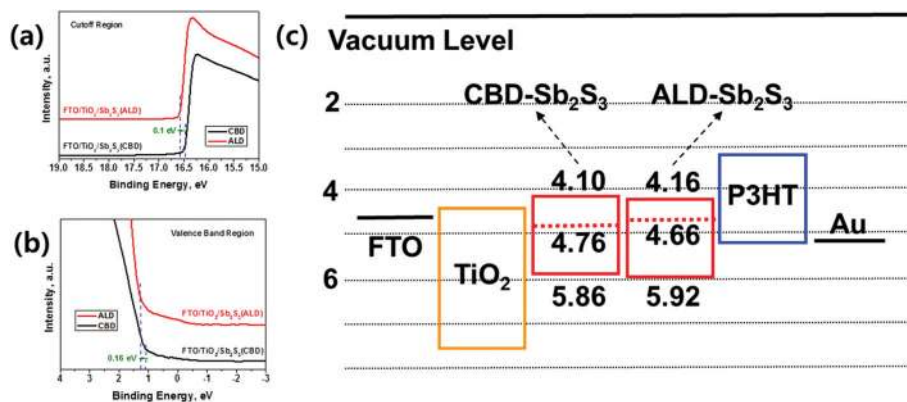 (a)
Cutoff Region
Intensity, a.u.
FTO/TiO₂/Sb₂S₃(ALD)
0.1 eV
CBD
ALD
FTO/TiO₂/Sb₂S₃(CBD)
19.0 18.5 18.0 17.5 17.0 16.5 16.0 15.5 15.0
Binding Energy, eV
(b)
Valence Band Region
Intensity, a.u.
ALD
CBD
FTO/TiO₂/Sb₂S₃(ALD)
0.16 eV
FTO/TiO₂/Sb₂S₃(CBD)
4 3 2 1 0 -1 -2 -3
Binding Energy, eV
(c)
Vacuum Level
2
CBD-Sb₂S₃ ALD-Sb₂S₃
4
4.10 4.16
P3HT
FTO
4.76 4.66
Au
TiO₂
6
5.86 5.92